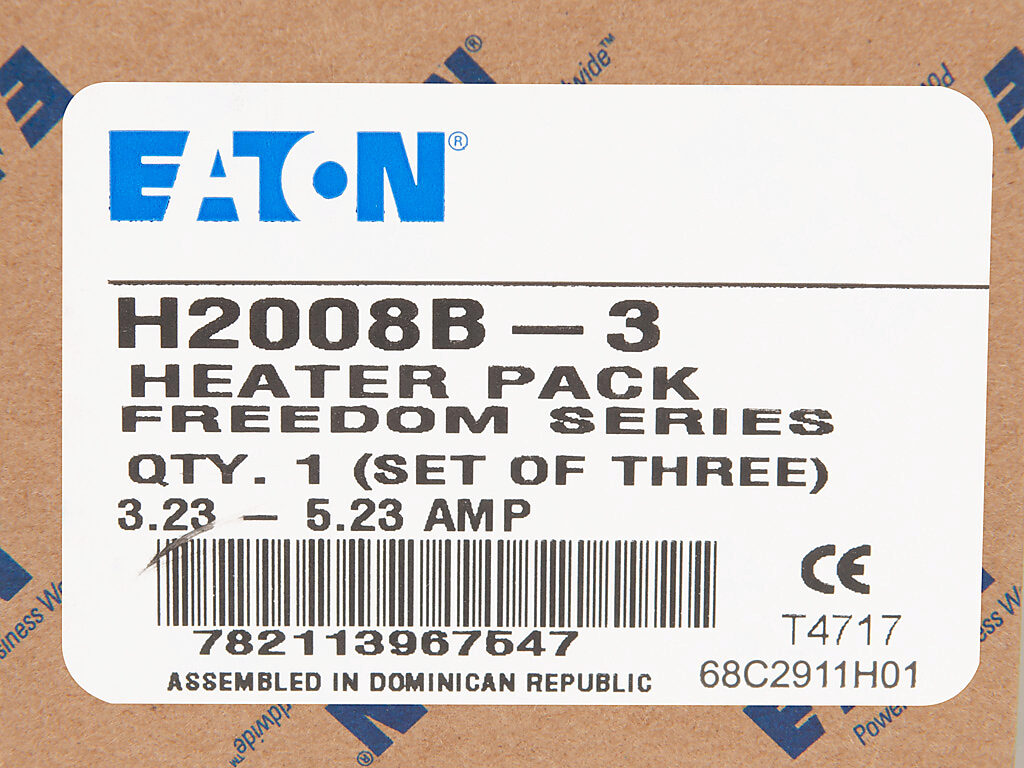 EATON®
H2008B — 3
HEATER PACK
FREEDOM SERIES
QTY. 1 (SET OF THREE)
3.23 — 5.23 AMP
782113967547
CE
T4717
68C2911H01
ASSEMBLED IN DOMINICAN REPUBLIC